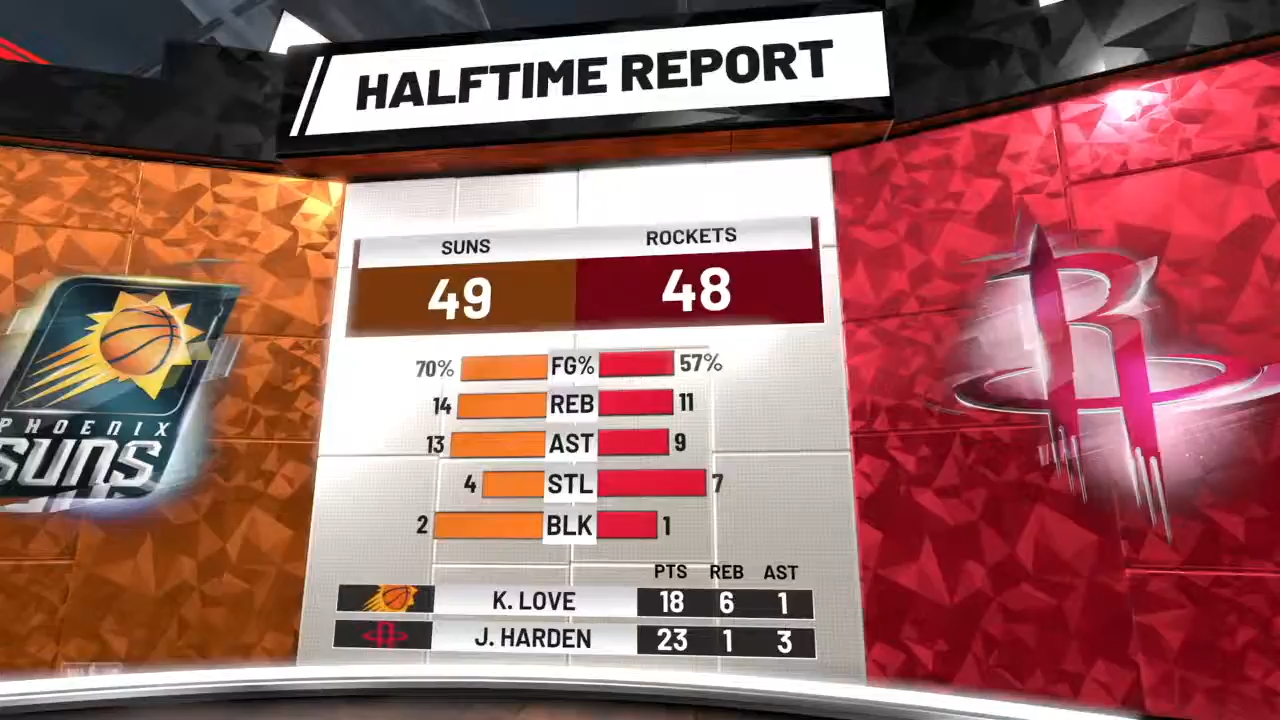 HALFTIME REPORT
SUNS ROCKETS
49 48
70% FG% 57%
14 REB 11
13 AST 9
4 STL 7
2 BLK 1
PHOENIX
SUNS
R
PTS REB AST
K. LOVE 18 6 1
J. HARDEN 23 1 3